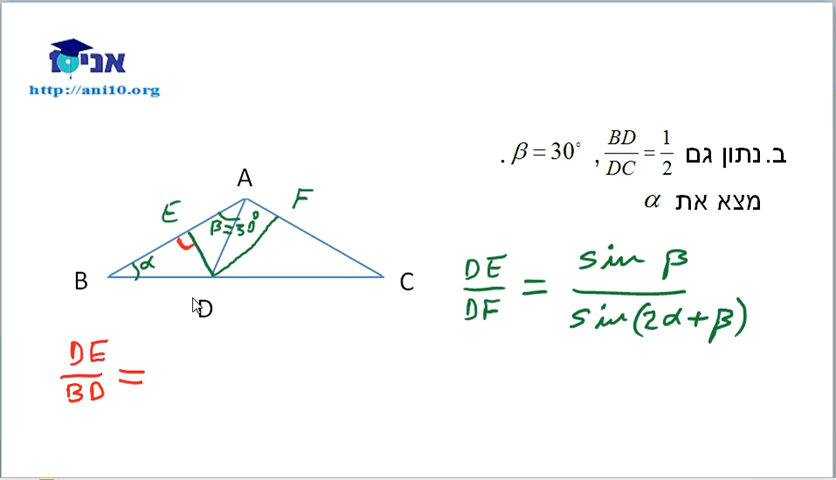 אני10
http://ani10.org
ב. נתון גם BD/DC = 1/2 , β = 30° .
מצא את α
A
E
F
β=30°
α
B
C
D
DE/DF = sin β / sin(2α+β)
DE/BD =